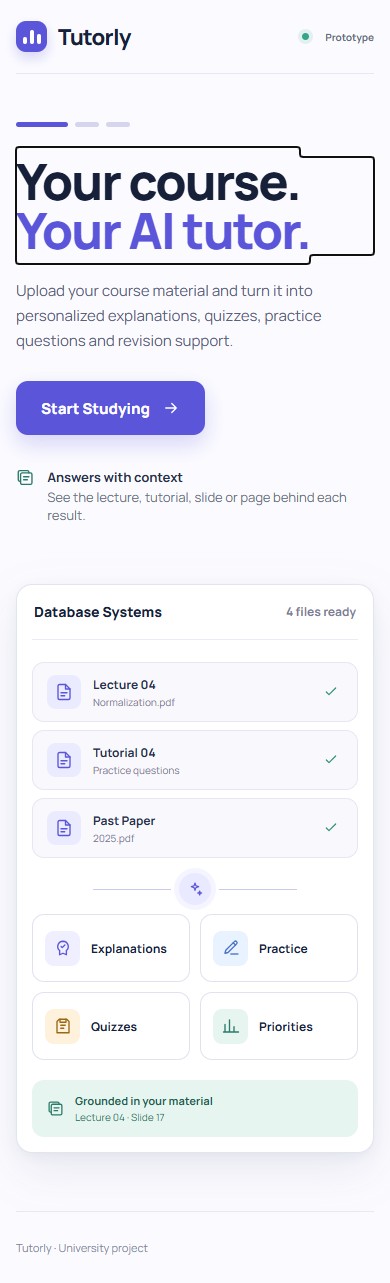 Tutorly
Prototype
Your course.
Your AI tutor.
Upload your course material and turn it into
personalized explanations, quizzes, practice
questions and revision support.
Start Studying
Answers with context
See the lecture, tutorial, slide or page behind each
result.
Database Systems
4 files ready
Lecture 04
Normalization.pdf
Tutorial 04
Practice questions
Past Paper
2025.pdf
Explanations
Practice
Quizzes
Priorities
Grounded in your material
Lecture 04 · Slide 17
Tutorly · University project